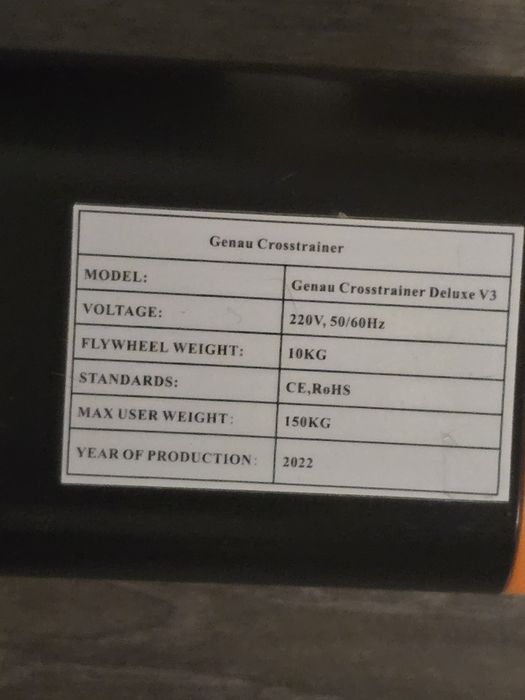 Genau Crosstrainer
MODEL: Genau Crosstrainer Deluxe V3
VOLTAGE: 220V, 50/60Hz
FLYWHEEL WEIGHT: 10KG
STANDARDS: CE,RoHS
MAX USER WEIGHT: 150KG
YEAR OF PRODUCTION: 2022